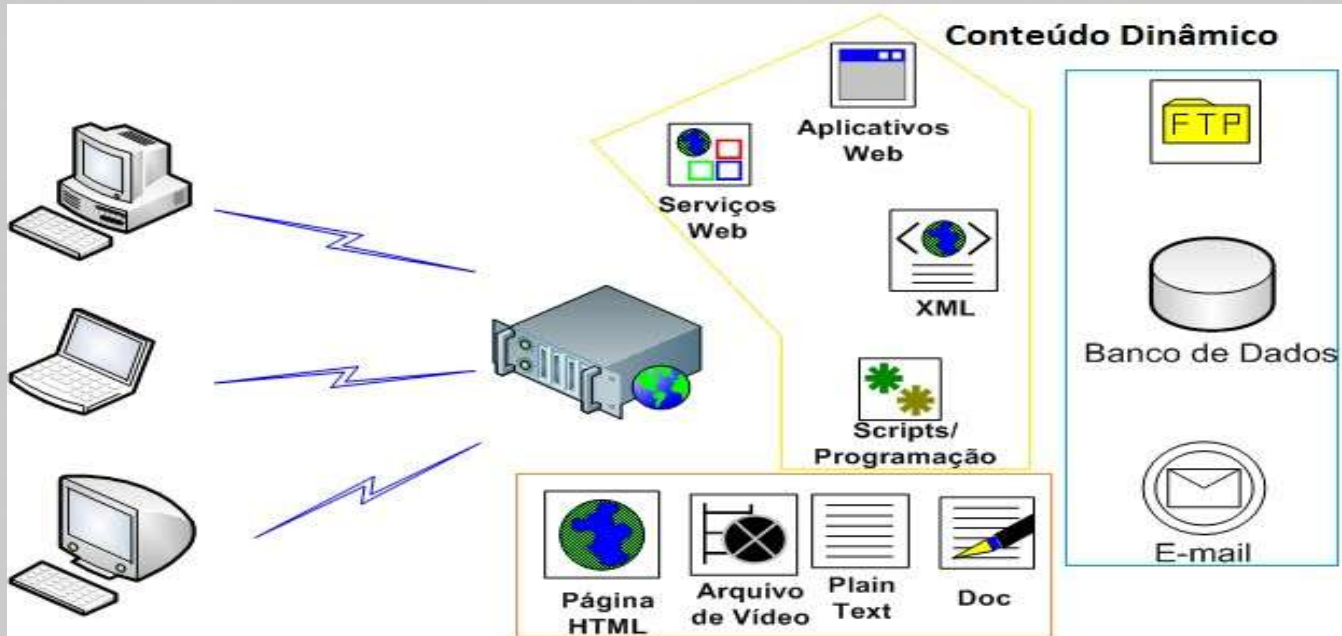 Conteúdo Dinâmico
Aplicativos
Web
Serviços
Web
XML
Scripts/
Programação
FTP
Banco de Dados
E-mail
Página
HTML
Arquivo
de Vídeo
Plain
Text
Doc